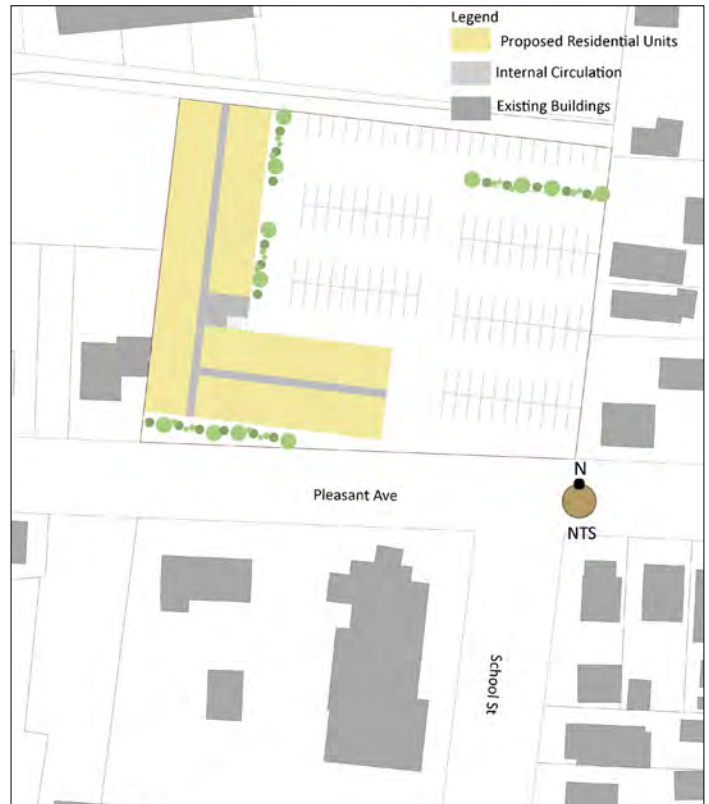 Legend
Proposed Residential Units
Internal Circulation
Existing Buildings
N
Pleasant Ave
NTS
School St